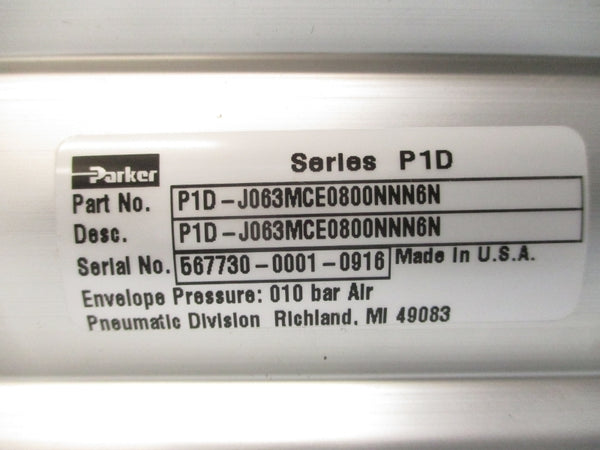 Parker
Series P1D
Part No. P1D-J063MCE0800NNN6N
Desc. P1D-J063MCE0800NNN6N
Serial No. 567730-0001-0916 Made In U.S.A.
Envelope Pressure: 010 bar Air
Pneumatic Division Richland, MI 49083